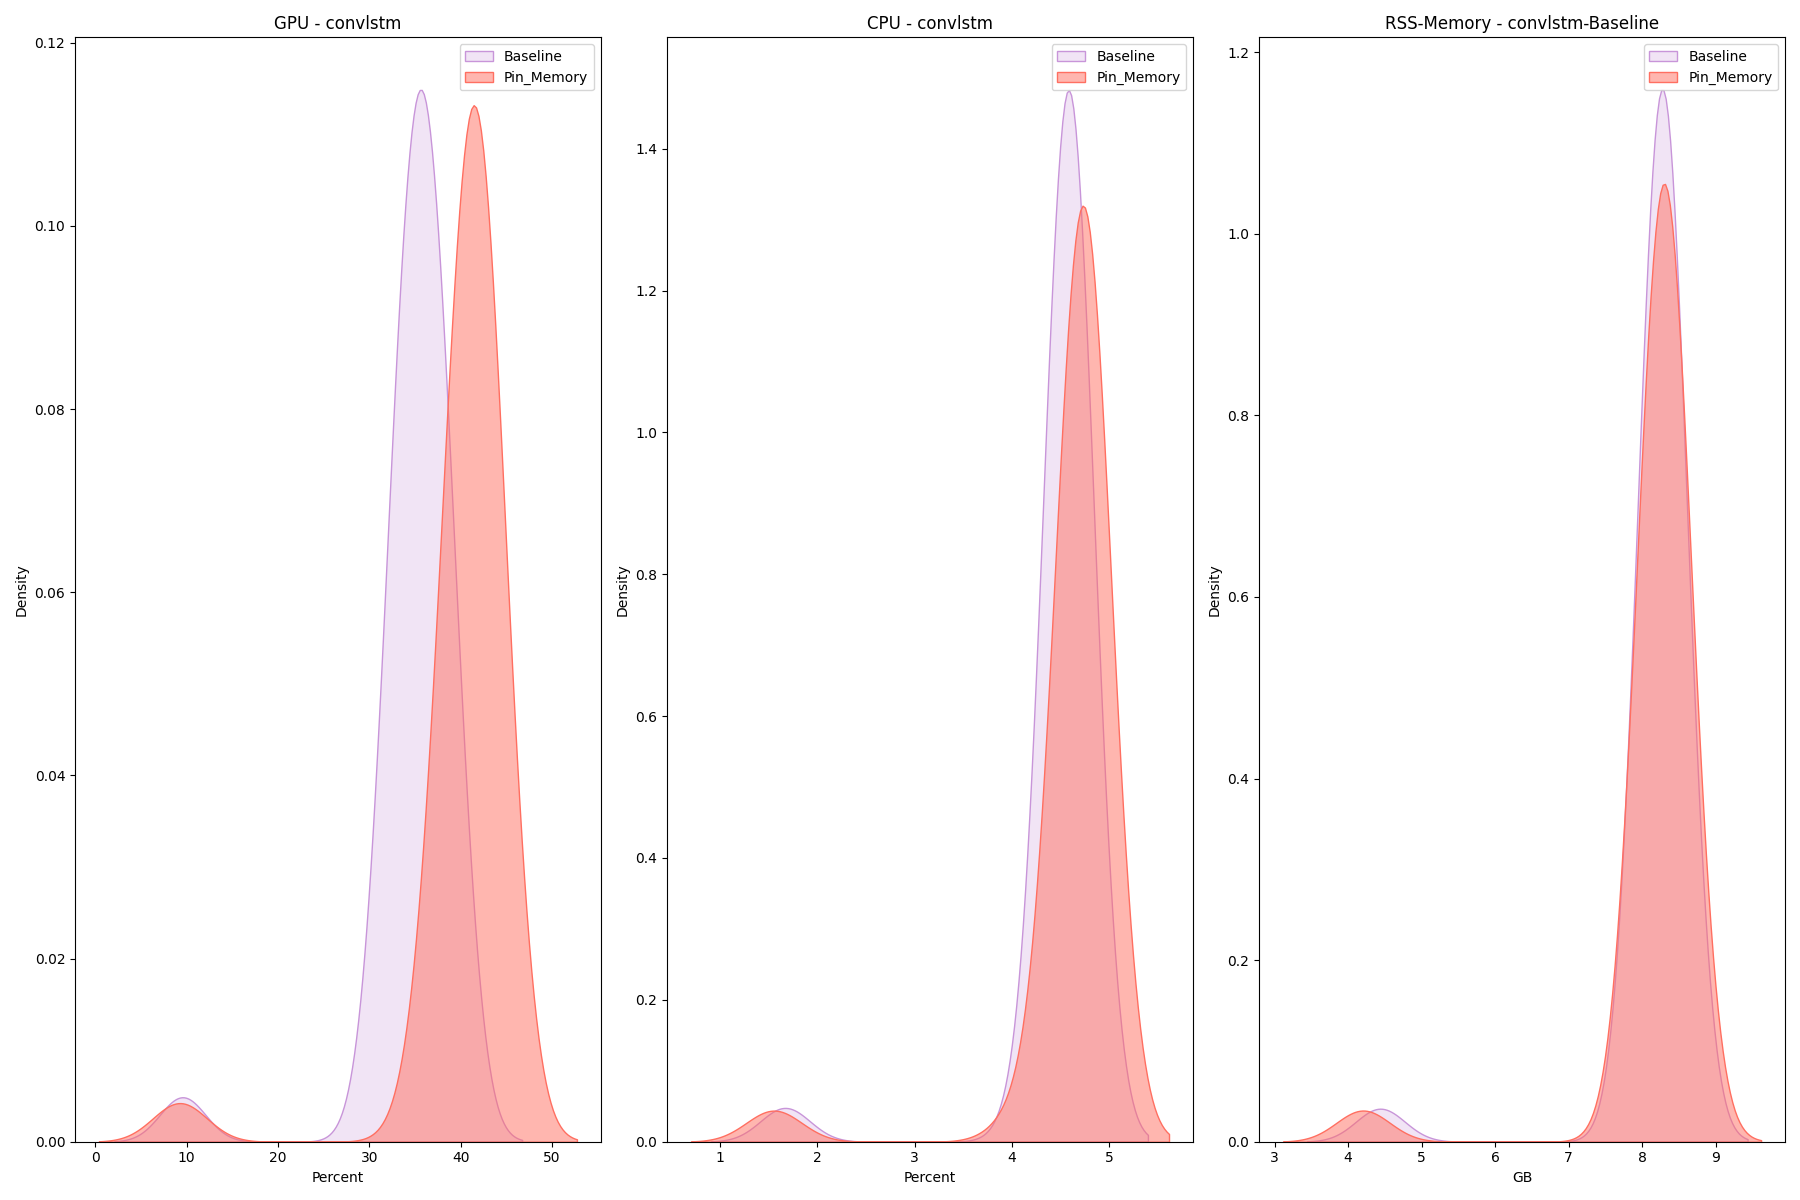 GPU - convlstm
Baseline
Pin_Memory
0.12
0.10
0.08
0.06
0.04
0.02
0.00
Density
0 10 20 30 40 50
Percent
CPU - convlstm
Baseline
Pin_Memory
1.4
1.2
1.0
0.8
0.6
0.4
0.2
0.0
Density
1 2 3 4 5
Percent
RSS-Memory - convlstm-Baseline
Baseline
Pin_Memory
1.2
1.0
0.8
0.6
0.4
0.2
0.0
Density
3 4 5 6 7 8 9
GB